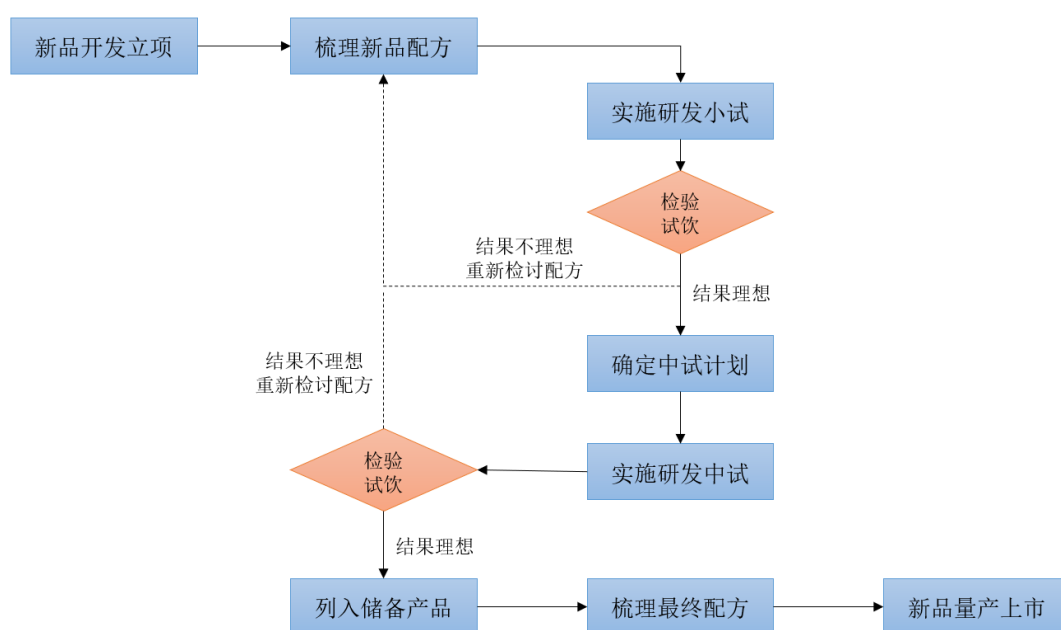 新品开发立项
梳理新品配方
实施研发小试
检验
试饮
结果不理想
重新检讨配方
结果理想
确定中试计划
结果不理想
重新检讨配方
检验
试饮
实施研发中试
结果理想
列入储备产品
梳理最终配方
新品量产上市